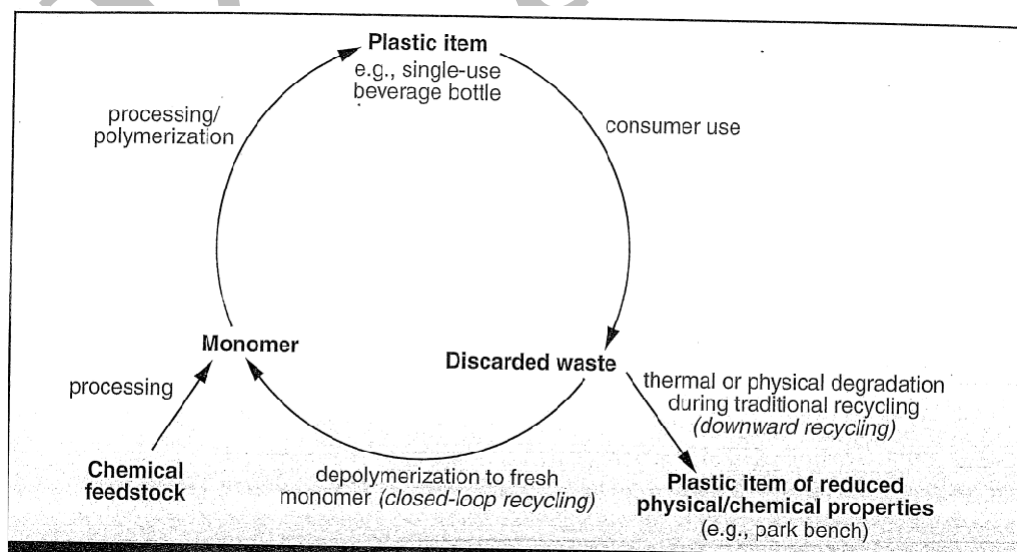 Plastic item
e.g., single-use
beverage bottle
processing/
polymerization
consumer use
Monomer
Discarded waste
processing
thermal or physical degradation
during traditional recycling
(downward recycling)
Chemical
feedstock
depolymerization to fresh
monomer (closed-loop recycling)
Plastic item of reduced
physical/chemical properties
(e.g., park bench)